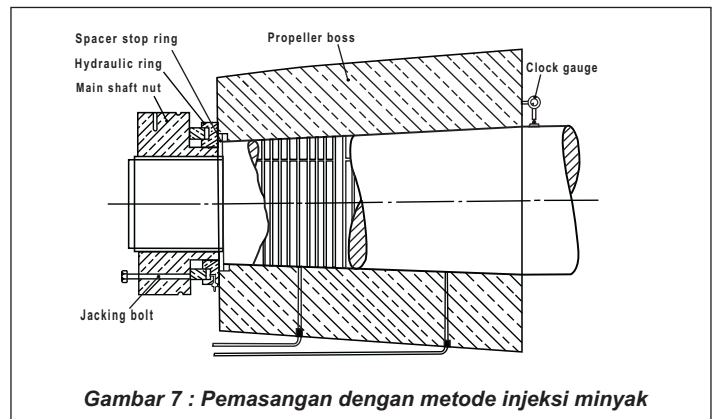 Spacer stop ring
Propeller boss
Hydraulic ring
Clock gauge
Main shaft nut
Jacking bolt
Gambar 7 : Pemasangan dengan metode injeksi minyak